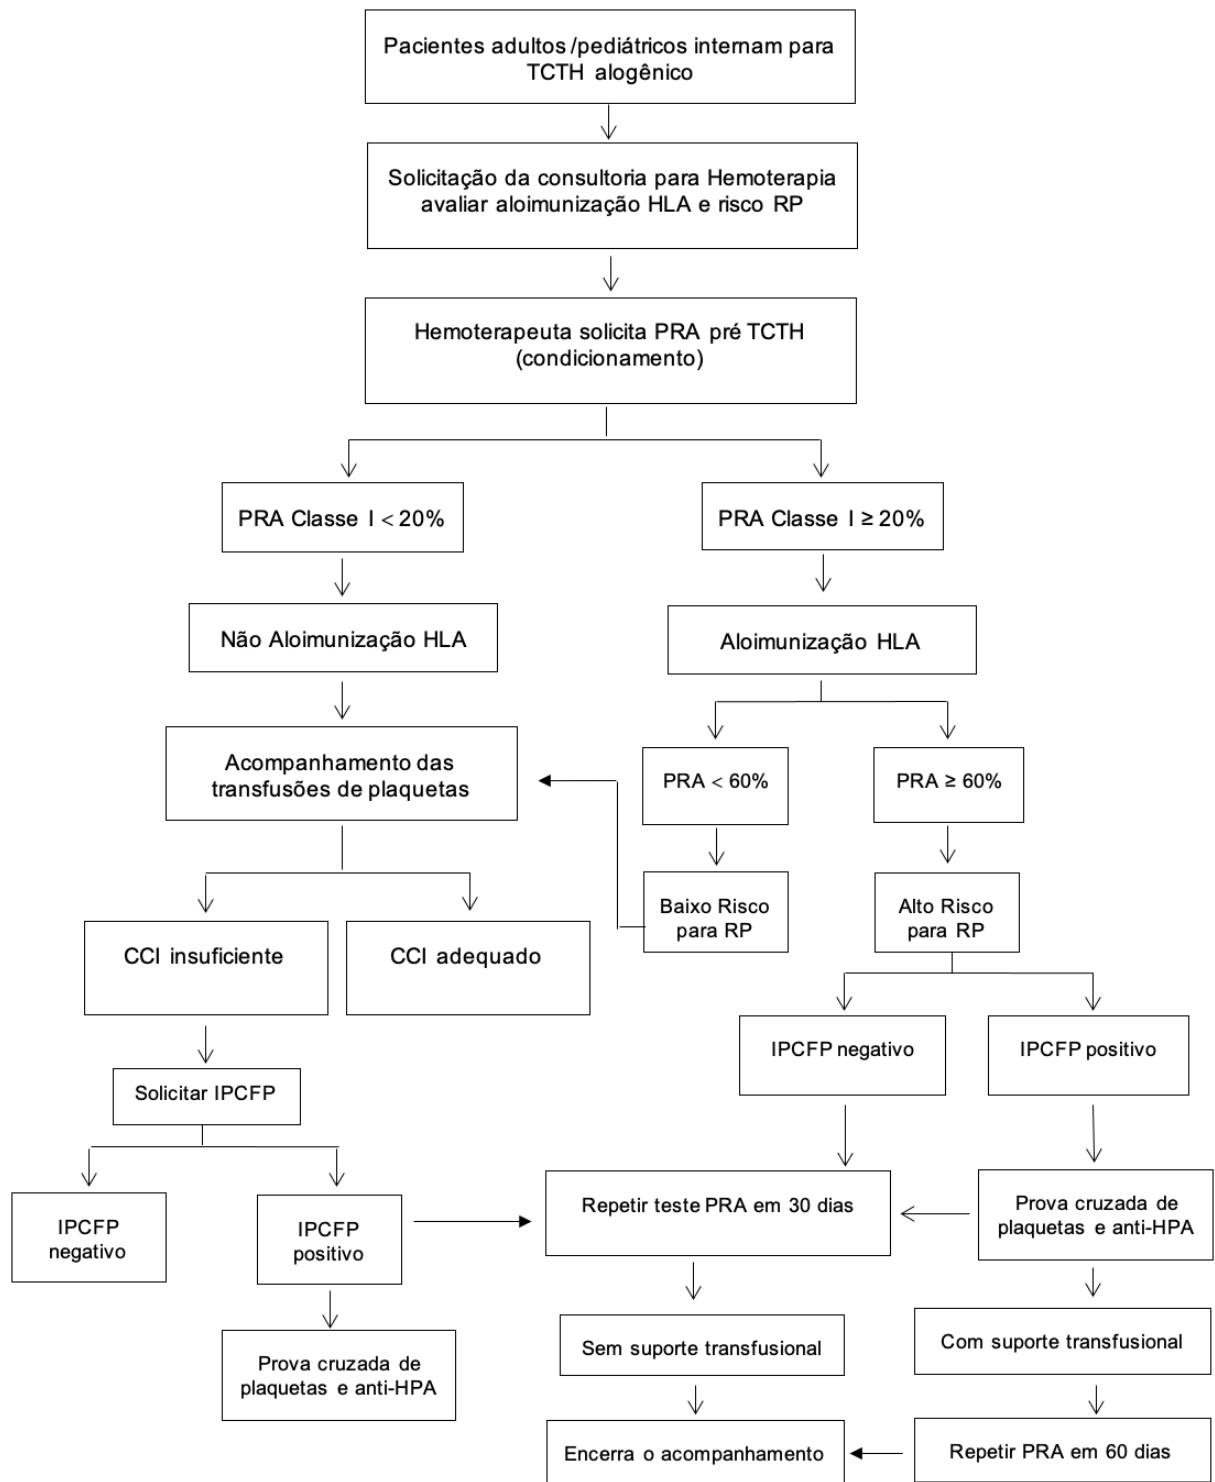 Pacientes adultos/pediátricos internam para
TCTH alogênico
Solicitação da consultoria para Hemoterapia
avaliar aloimunização HLA e risco RP
Hemoterapeuta solicita PRA pré TCTH
(condicionamento)
PRA Classe I < 20%
PRA Classe I ≥ 20%
Não Aloimunização HLA
Aloimunização HLA
Acompanhamento das
transfusões de plaquetas
PRA < 60%
PRA ≥ 60%
Baixo Risco
para RP
Alto Risco
para RP
CCI insuficiente
CCI adequado
IPCFP negativo
IPCFP positivo
Solicitar IPCFP
IPCFP
negativo
IPCFP
positivo
Repetir teste PRA em 30 dias
Prova cruzada de
plaquetas e anti-HPA
Prova cruzada de
plaquetas e anti-HPA
Sem suporte transfusional
Com suporte transfusional
Encerra o acompanhamento
Repetir PRA em 60 dias